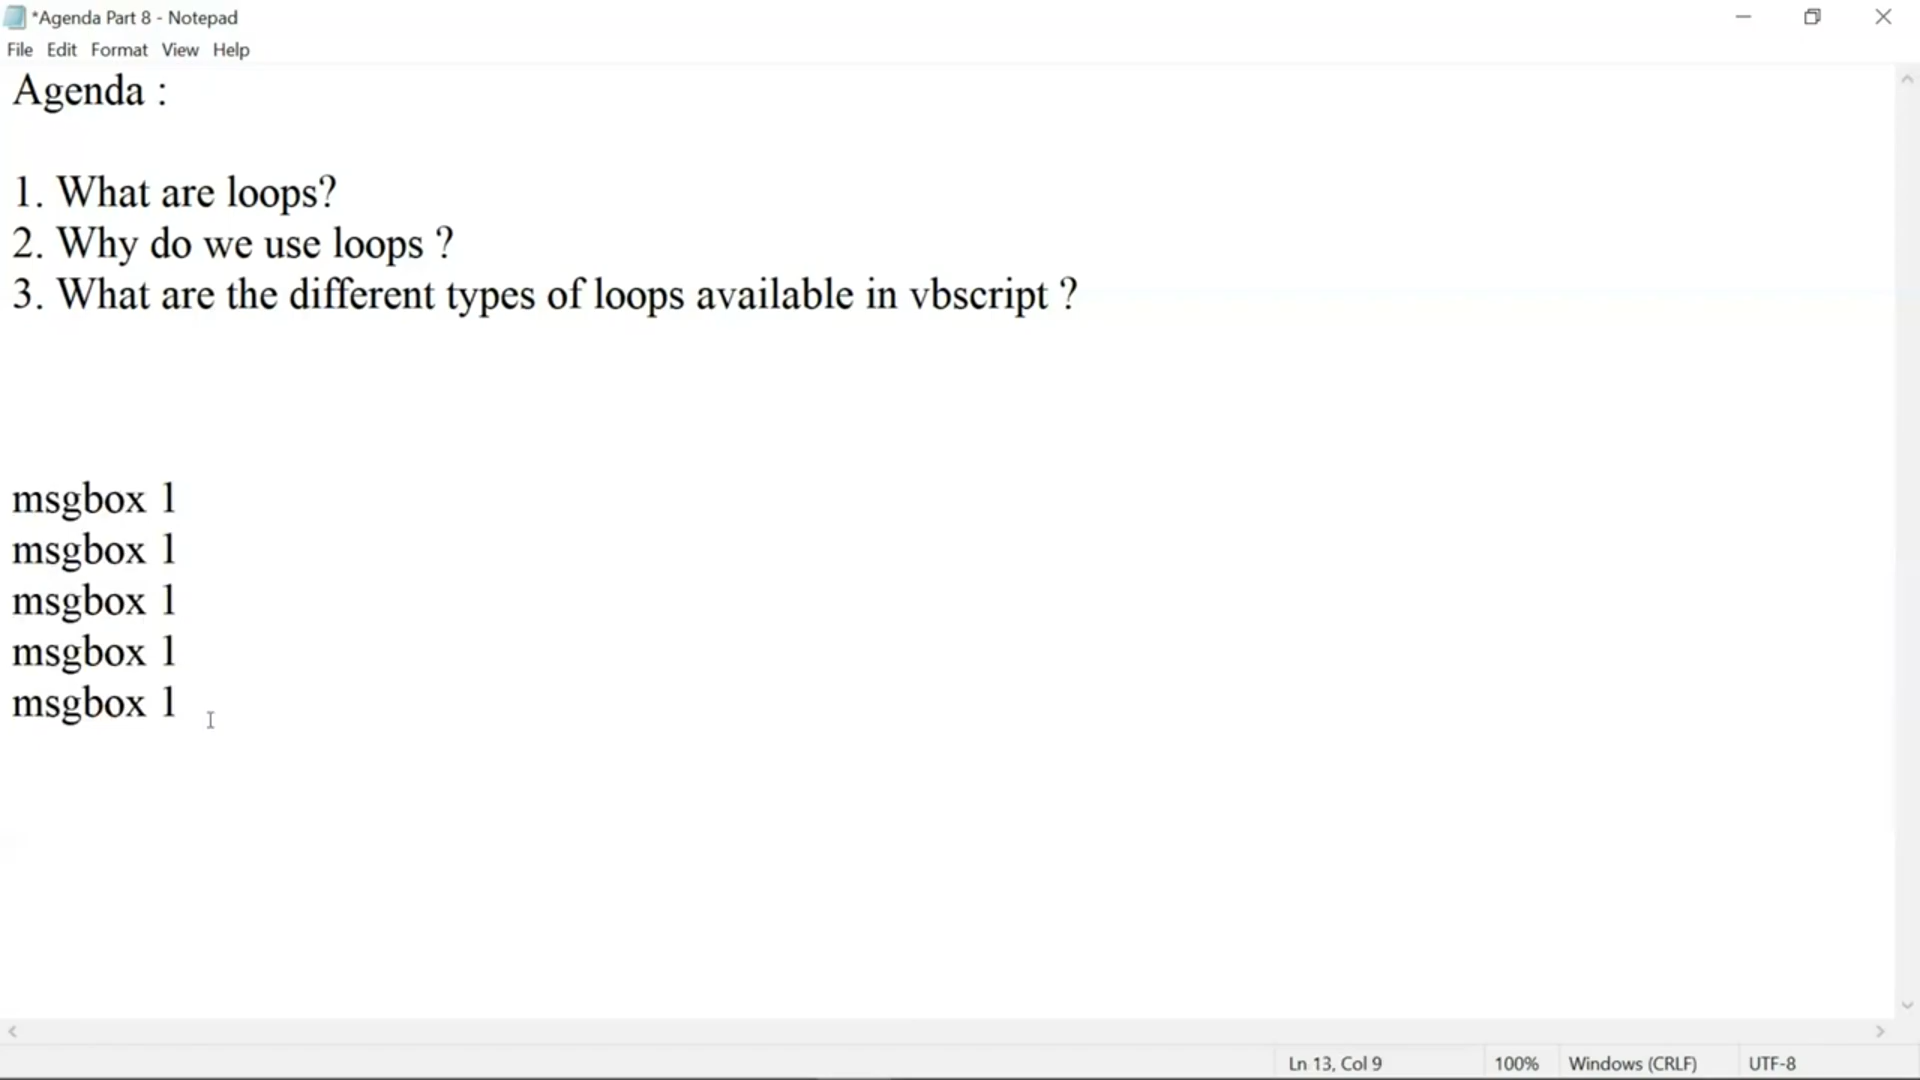 *Agenda Part 8 - Notepad
File Edit Format View Help
Agenda :
1. What are loops?
2. Why do we use loops ?
3. What are the different types of loops available in vbscript ?
msgbox 1
msgbox 1
msgbox 1
msgbox 1
msgbox 1
Ln 13, Col 9 100% Windows (CRLF) UTF-8